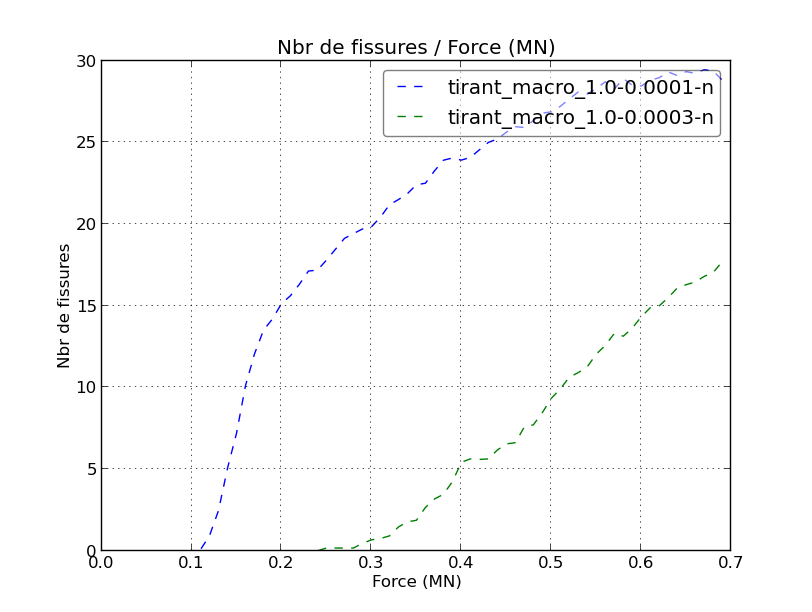 Nbr de fissures / Force (MN)
30
25
20
15
10
5
0
Nbr de fissures
tirant_macro_1.0-0.0001-n
tirant_macro_1.0-0.0003-n
0.0 0.1 0.2 0.3 0.4 0.5 0.6 0.7
Force (MN)